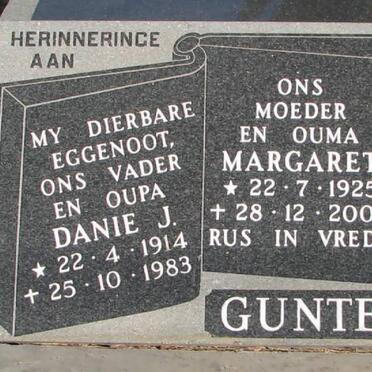 HERINNERINGE
AAN
MY DIERBARE
EGGENOOT,
ONS VADER
EN OUPA
DANIE J.
★ 22 · 4 · 1914
+ 25 · 10 · 1983
ONS
MOEDER
EN OUMA
MARGARET
★ 22 · 7 · 1925
+ 28 · 12 · 200
RUS IN VRED
GUNTE